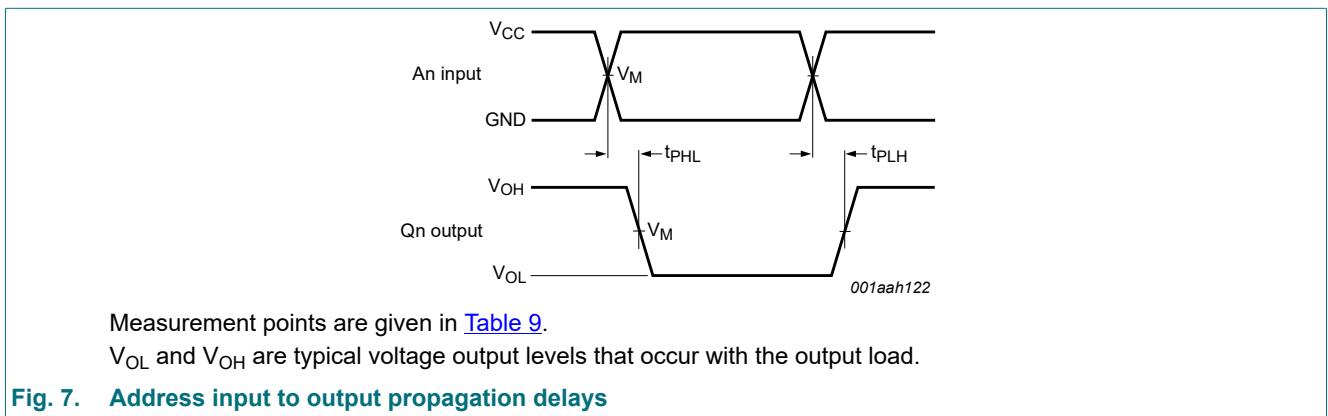 VCC
An input
VM
GND
tPHL
tPLH
VOH
Qn output
VM
VOL
001aah122
Measurement points are given in Table 9.
VOL and VOH are typical voltage output levels that occur with the output load.
Fig. 7. Address input to output propagation delays